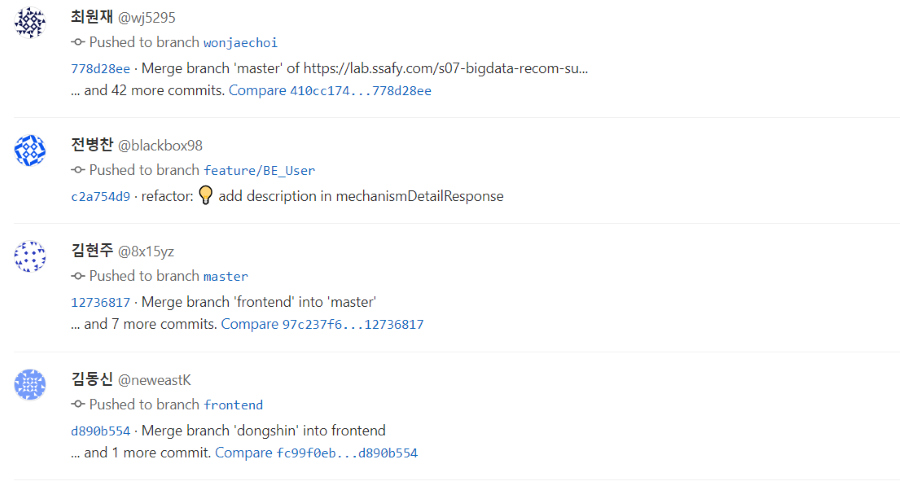 최원재 @wj5295
Pushed to branch wonjaechoi
778d28ee · Merge branch 'master' of https://lab.ssafy.com/s07-bigdata-recom-su...
... and 42 more commits. Compare 410cc174...778d28ee
전병찬 @blackbox98
Pushed to branch feature/BE_User
c2a754d9 · refactor: 💡 add description in mechanismDetailResponse
김현주 @8x15yz
Pushed to branch master
12736817 · Merge branch 'frontend' into 'master'
... and 7 more commits. Compare 97c237f6...12736817
김동신 @neweastK
Pushed to branch frontend
d890b554 · Merge branch 'dongshin' into frontend
... and 1 more commit. Compare fc99f0eb...d890b554